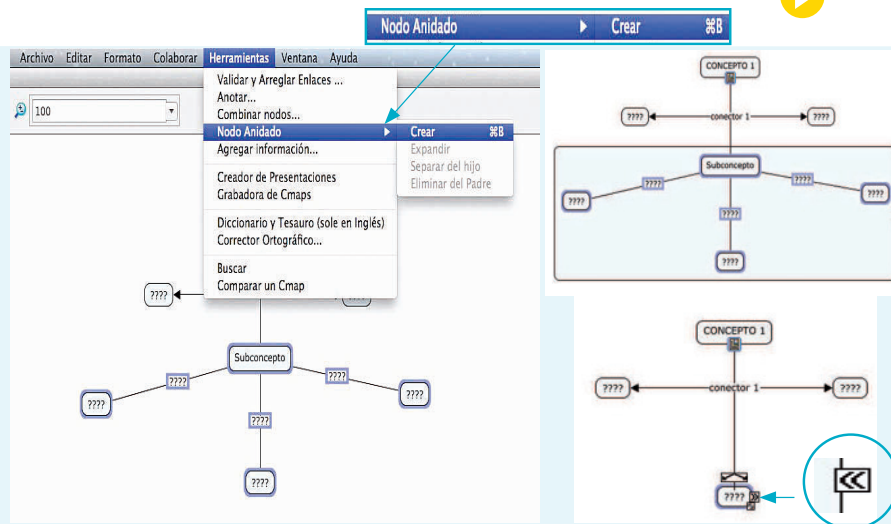 Nodo Anidado Crear ⌘B
Archivo Editar Formato Colaborar Herramientas Ventana Ayuda
100
Validar y Arreglar Enlaces ...
Anotar...
Combinar nodos...
Nodo Anidado
Agregar información...
Creador de Presentaciones
Grabadora de Cmaps
Diccionario y Tesauro (sole en Inglés)
Corrector Ortográfico...
Buscar
Comparar un Cmap
Crear ⌘B
Expandir
Separar del hijo
Eliminar del Padre
???? ????
Subconcepto
???? ????
???? ????
????
????
CONCEPTO 1
???? conector 1 ????
Subconcepto
???? ????
???? ????
????
????
CONCEPTO 1
???? conector 1 ????
????